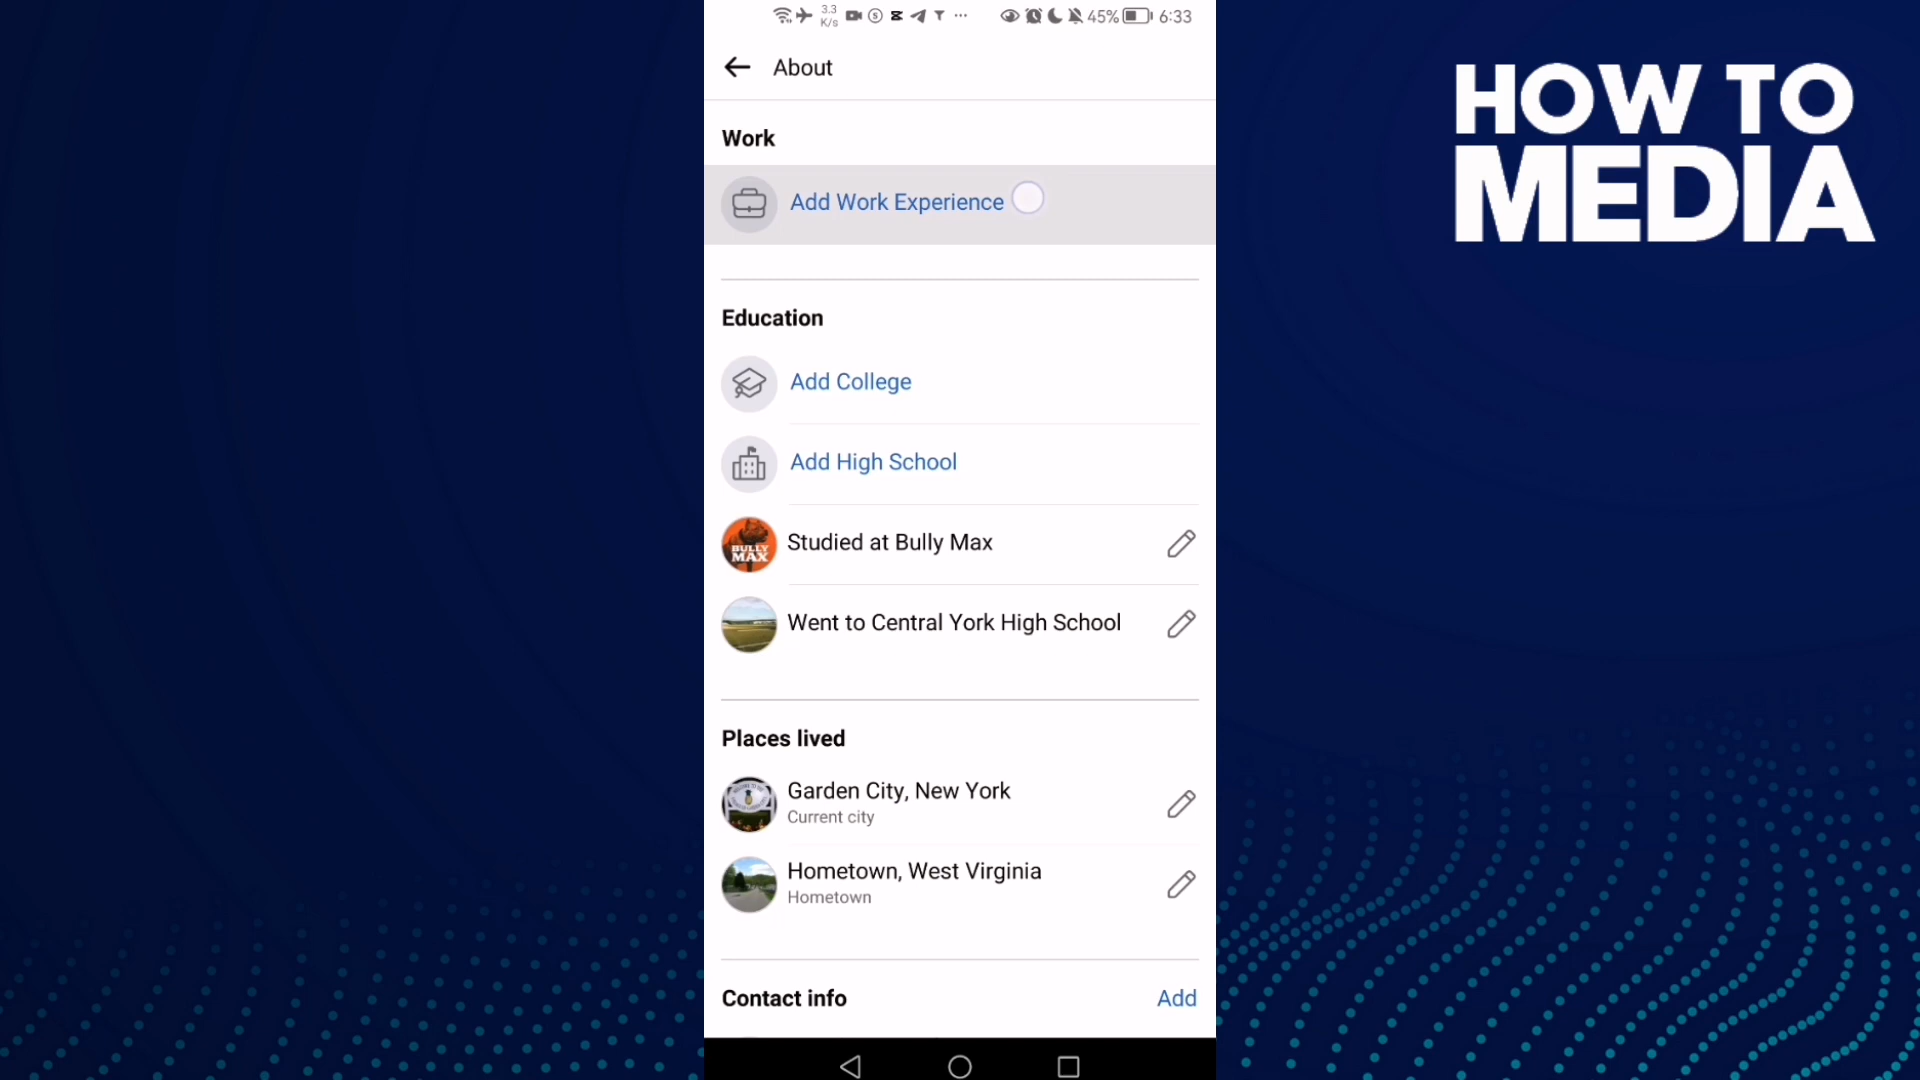 3.3
K/s
45%
6:33
About
HOW TO
MEDIA
Work
Add Work Experience
Education
Add College
Add High School
BULLY
MAX
Studied at Bully Max
Went to Central York High School
Places lived
Garden City, New York
Current city
Hometown, West Virginia
Hometown
Contact info
Add